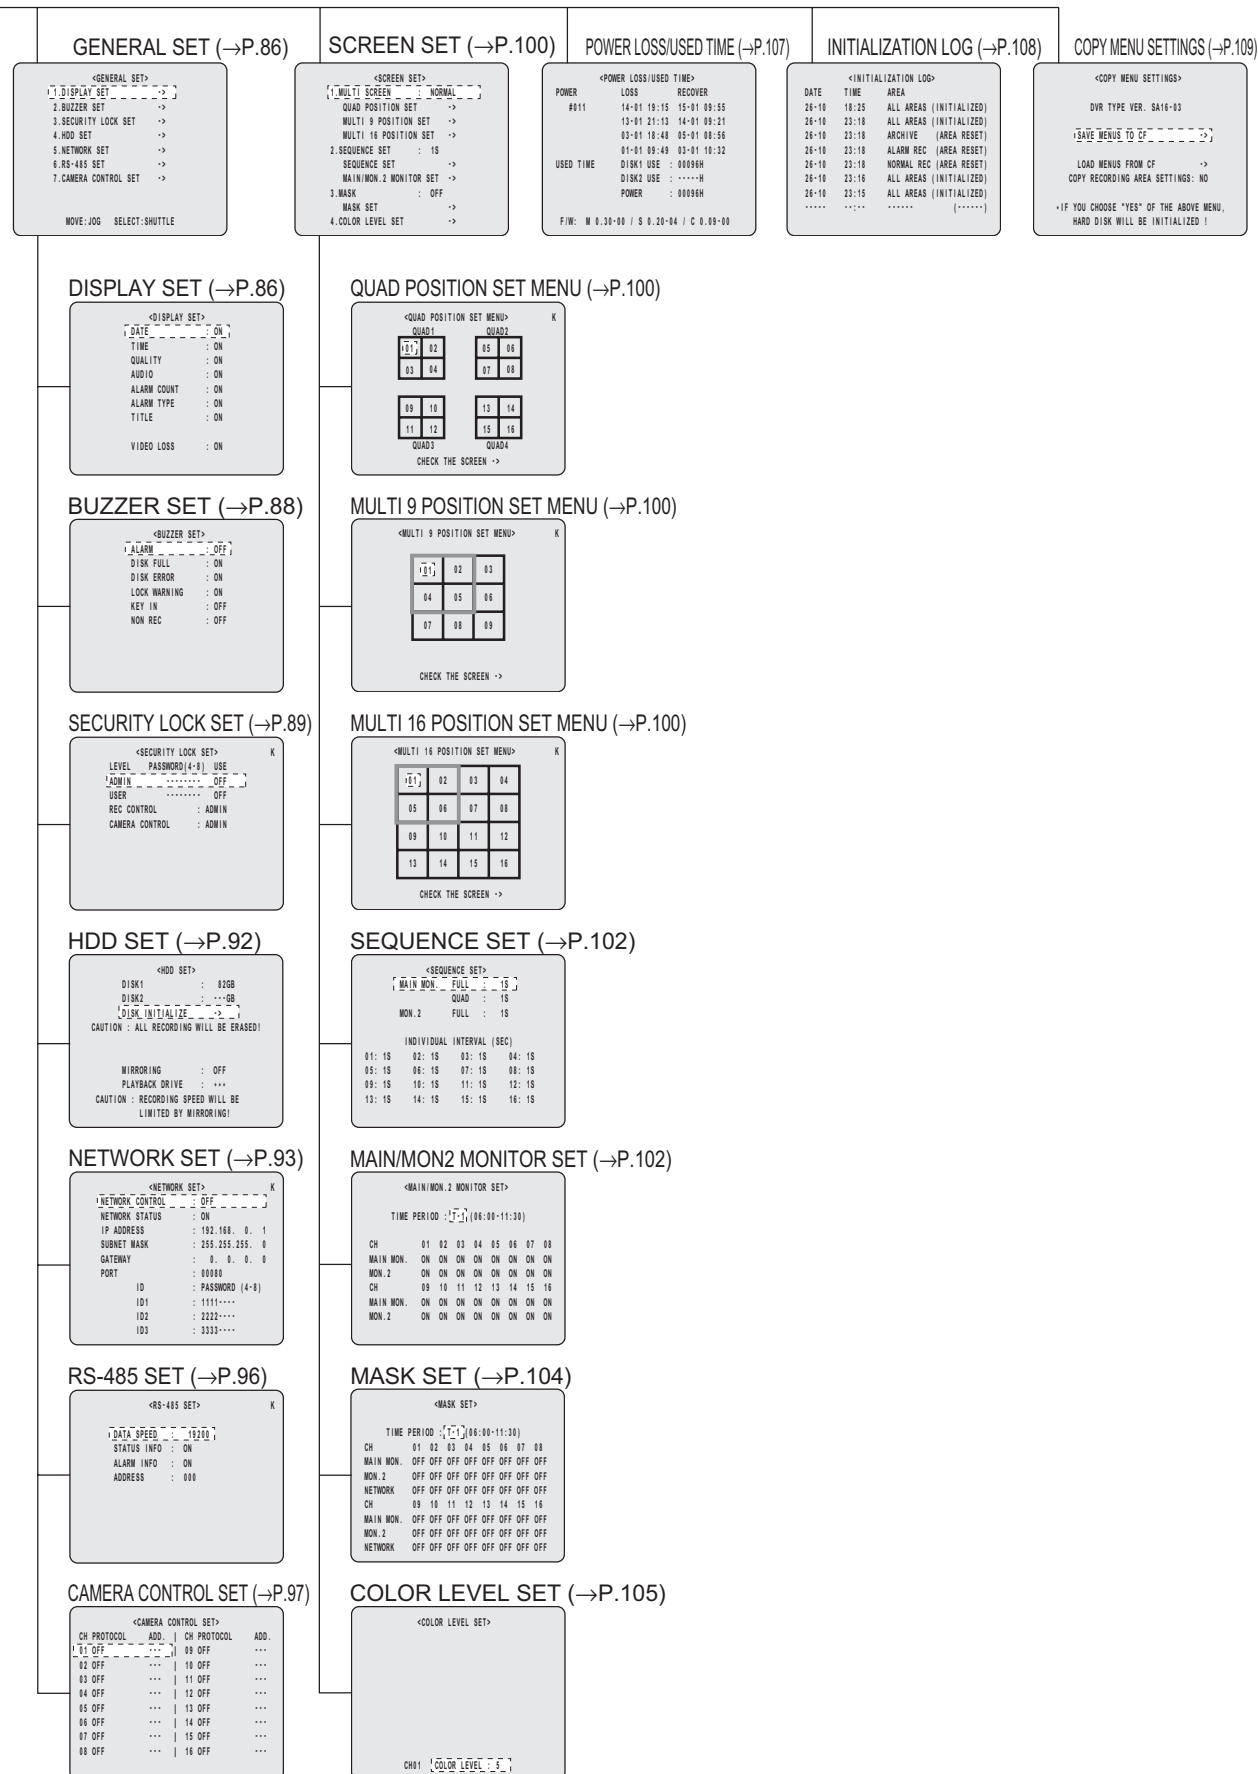 GENERAL SET (→P.86)
<GENERAL SET>
1.DISPLAY SET ->
2.BUZZER SET ->
3.SECURITY LOCK SET ->
4.HDD SET ->
5.NETWORK SET ->
6.RS-485 SET ->
7.CAMERA CONTROL SET ->
MOVE:JOG SELECT:SHUTTLE
SCREEN SET (→P.100)
<SCREEN SET>
1.MULTI SCREEN : NORMAL
QUAD POSITION SET ->
MULTI 9 POSITION SET ->
MULTI 16 POSITION SET ->
2.SEQUENCE SET : 1S
SEQUENCE SET ->
MAIN/MON.2 MONITOR SET ->
3.MASK : OFF
MASK SET ->
4.COLOR LEVEL SET ->
POWER LOSS/USED TIME (→P.107)
<POWER LOSS/USED TIME>
POWER LOSS RECOVER
#011 14-01 19:15 15-01 09:55
13-01 21:13 14-01 09:21
03-01 18:48 05-01 08:56
01-01 09:49 03-01 10:32
USED TIME DISK1 USE : 00096H
DISK2 USE : -----H
POWER : 00096H
F/W: M 0.30-00 / S 0.20-04 / C 0.09-00
INITIALIZATION LOG (→P.108)
<INITIALIZATION LOG>
DATE TIME AREA
26-10 18:25 ALL AREAS (INITIALIZED)
26-10 23:18 ALL AREAS (INITIALIZED)
26-10 23:18 ARCHIVE (AREA RESET)
26-10 23:18 ALARM REC (AREA RESET)
26-10 23:18 NORMAL REC (AREA RESET)
26-10 23:16 ALL AREAS (INITIALIZED)
26-10 23:15 ALL AREAS (INITIALIZED)
----- --:-- ------ (------)
COPY MENU SETTINGS (→P.109)
<COPY MENU SETTINGS>
DVR TYPE VER. SA16-03
SAVE MENUS TO CF ->
LOAD MENUS FROM CF ->
COPY RECORDING AREA SETTINGS: NO
*IF YOU CHOOSE "YES" OF THE ABOVE MENU,
HARD DISK WILL BE INITIALIZED !
DISPLAY SET (→P.86)
<DISPLAY SET>
DATE : ON
TIME : ON
QUALITY : ON
AUDIO : ON
ALARM COUNT : ON
ALARM TYPE : ON
TITLE : ON
VIDEO LOSS : ON
QUAD POSITION SET MENU (→P.100)
<QUAD POSITION SET MENU> K
QUAD1 QUAD2
01 02 05 06
03 04 07 08
09 10 13 14
11 12 15 16
QUAD3 QUAD4
CHECK THE SCREEN ->
BUZZER SET (→P.88)
<BUZZER SET>
ALARM : OFF
DISK FULL : ON
DISK ERROR : ON
LOCK WARNING : ON
KEY IN : OFF
NON REC : OFF
MULTI 9 POSITION SET MENU (→P.100)
<MULTI 9 POSITION SET MENU> K
01 02 03
04 05 06
07 08 09
CHECK THE SCREEN ->
SECURITY LOCK SET (→P.89)
<SECURITY LOCK SET> K
LEVEL PASSWORD(4-8) USE
ADMIN -------- OFF
USER -------- OFF
REC CONTROL : ADMIN
CAMERA CONTROL : ADMIN
MULTI 16 POSITION SET MENU (→P.100)
<MULTI 16 POSITION SET MENU> K
01 02 03 04
05 06 07 08
09 10 11 12
13 14 15 16
CHECK THE SCREEN ->
HDD SET (→P.92)
<HDD SET>
DISK1 : 82GB
DISK2 : ---GB
DISK INITIALIZE ->
CAUTION : ALL RECORDING WILL BE ERASED!
MIRRORING : OFF
PLAYBACK DRIVE : ***
CAUTION : RECORDING SPEED WILL BE
LIMITED BY MIRRORING!
SEQUENCE SET (→P.102)
<SEQUENCE SET>
MAIN MON. FULL : 1S
QUAD : 1S
MON.2 FULL : 1S
INDIVIDUAL INTERVAL (SEC)
01: 1S 02: 1S 03: 1S 04: 1S
05: 1S 06: 1S 07: 1S 08: 1S
09: 1S 10: 1S 11: 1S 12: 1S
13: 1S 14: 1S 15: 1S 16: 1S
NETWORK SET (→P.93)
<NETWORK SET> K
NETWORK CONTROL : OFF
NETWORK STATUS : ON
IP ADDRESS : 192.168. 0. 1
SUBNET MASK : 255.255.255. 0
GATEWAY : 0. 0. 0. 0
PORT : 00080
ID : PASSWORD (4-8)
ID1 : 1111----
ID2 : 2222----
ID3 : 3333----
MAIN/MON2 MONITOR SET (→P.102)
<MAIN/MON.2 MONITOR SET>
TIME PERIOD : T-1 (06:00-11:30)
CH 01 02 03 04 05 06 07 08
MAIN MON. ON ON ON ON ON ON ON ON
MON.2 ON ON ON ON ON ON ON ON
CH 09 10 11 12 13 14 15 16
MAIN MON. ON ON ON ON ON ON ON ON
MON.2 ON ON ON ON ON ON ON ON
RS-485 SET (→P.96)
<RS-485 SET> K
DATA SPEED : 19200
STATUS INFO : ON
ALARM INFO : ON
ADDRESS : 000
MASK SET (→P.104)
<MASK SET>
TIME PERIOD : T-1 (06:00-11:30)
CH 01 02 03 04 05 06 07 08
MAIN MON. OFF OFF OFF OFF OFF OFF OFF OFF
MON.2 OFF OFF OFF OFF OFF OFF OFF OFF
NETWORK OFF OFF OFF OFF OFF OFF OFF OFF
CH 09 10 11 12 13 14 15 16
MAIN MON. OFF OFF OFF OFF OFF OFF OFF OFF
MON.2 OFF OFF OFF OFF OFF OFF OFF OFF
NETWORK OFF OFF OFF OFF OFF OFF OFF OFF
CAMERA CONTROL SET (→P.97)
<CAMERA CONTROL SET>
CH PROTOCOL ADD. | CH PROTOCOL ADD.
01 OFF --- | 09 OFF ---
02 OFF --- | 10 OFF ---
03 OFF --- | 11 OFF ---
04 OFF --- | 12 OFF ---
05 OFF --- | 13 OFF ---
06 OFF --- | 14 OFF ---
07 OFF --- | 15 OFF ---
08 OFF --- | 16 OFF ---
COLOR LEVEL SET (→P.105)
<COLOR LEVEL SET>
CH01 COLOR LEVEL : 5